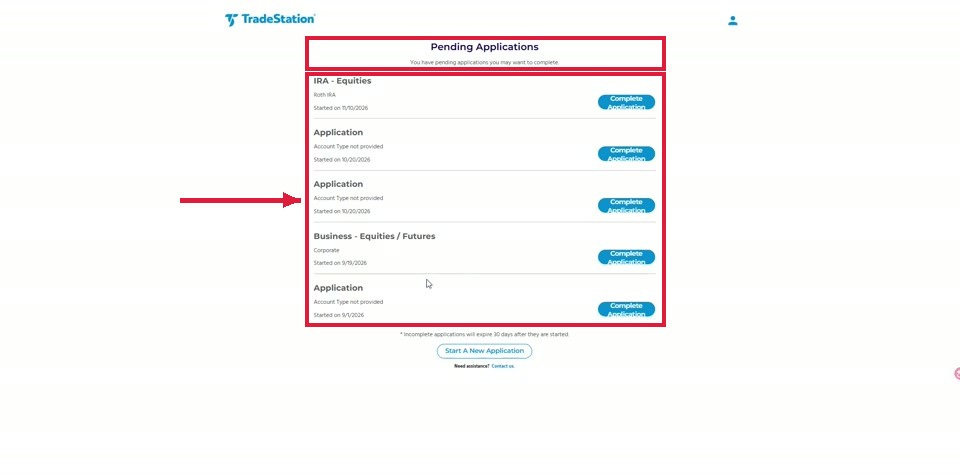 TradeStation
Pending Applications
You have pending applications you may want to complete.
IRA - Equities
Roth IRA
Started on 11/10/2026
Complete
Application
Application
Account Type not provided
Started on 10/20/2026
Complete
Application
Application
Account Type not provided
Started on 10/20/2026
Complete
Application
Business - Equities / Futures
Corporate
Started on 9/19/2026
Complete
Application
Application
Account Type not provided
Started on 9/1/2026
Complete
Application
* Incomplete applications will expire 30 days after they are started.
Start A New Application
Need assistance? Contact us.